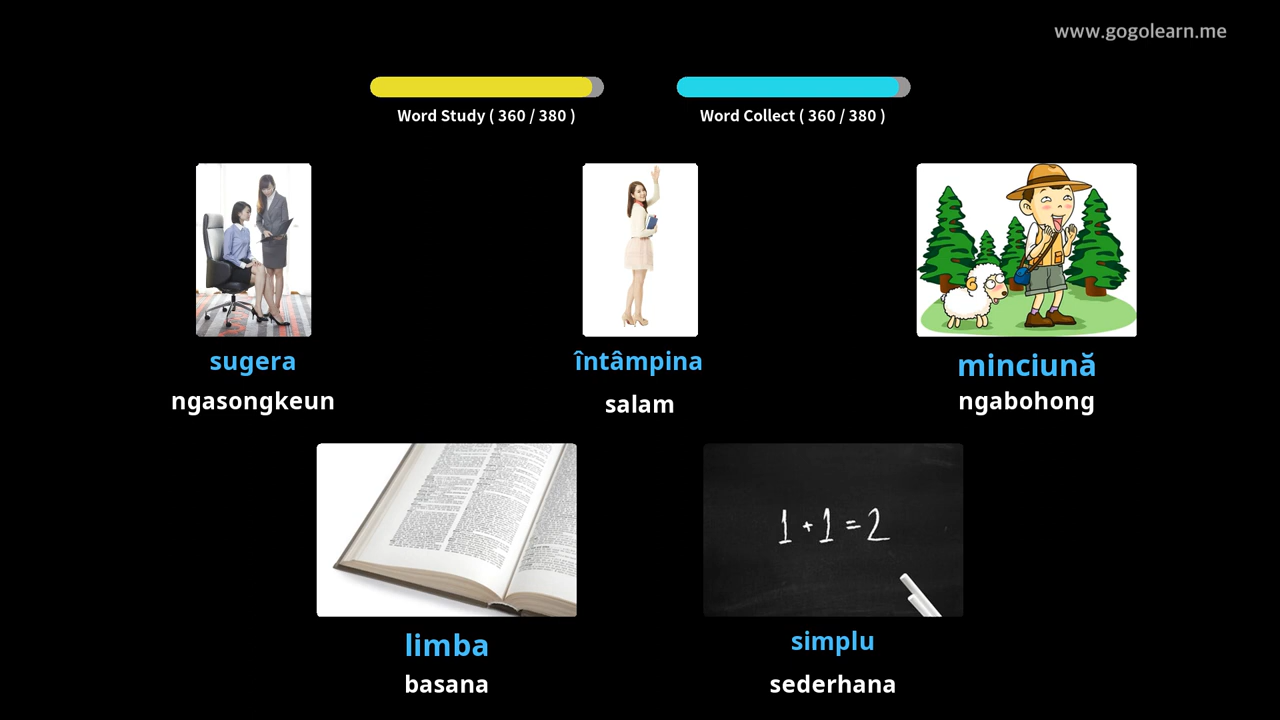 www.gogolearn.me
Word Study ( 360 / 380 )
Word Collect ( 360 / 380 )
sugera
ngasongkeun
întâmpina
salam
minciună
ngabohong
1 + 1 = 2
limba
basana
simplu
sederhana